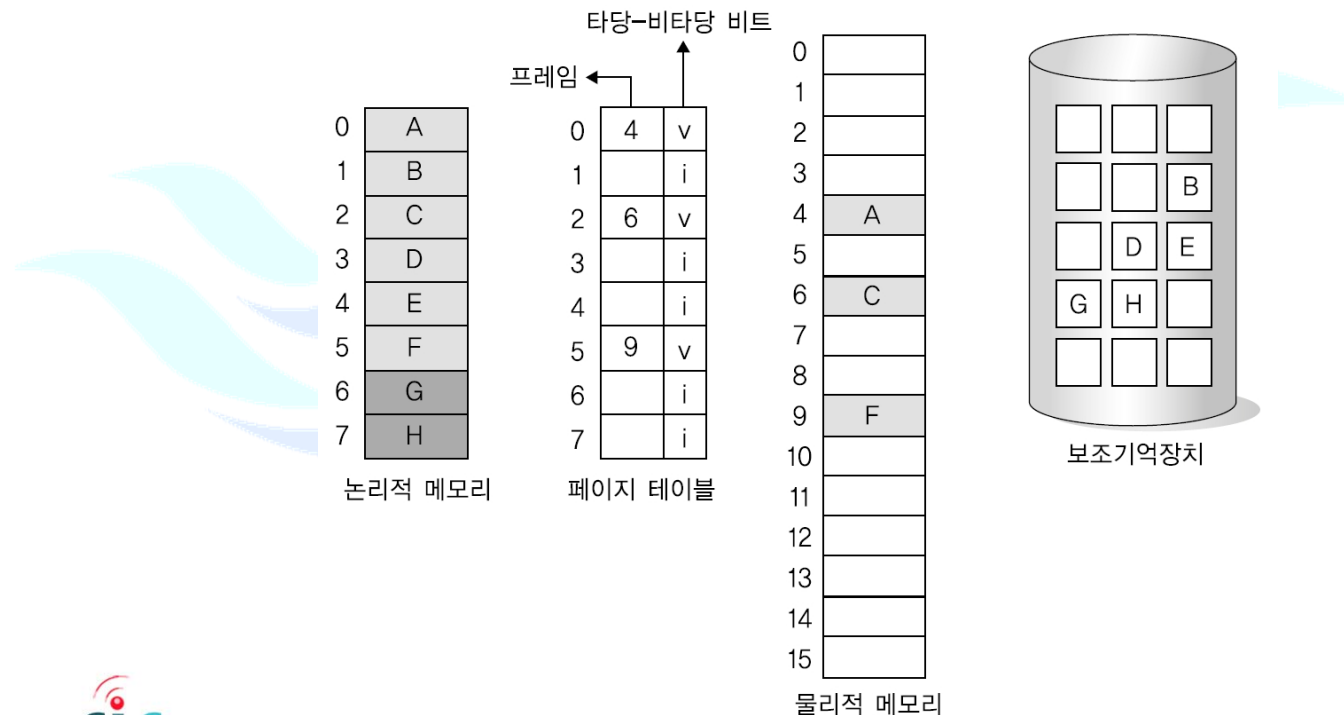 타당-비타당 비트
프레임
0 A
1 B
2 C
3 D
4 E
5 F
6 G
7 H
논리적 메모리
0 4 v
1 i
2 6 v
3 i
4 i
5 9 v
6 i
7 i
페이지 테이블
0
1
2
3
4 A
5
6 C
7
8
9 F
10
11
12
13
14
15
물리적 메모리
B
D E
G H
보조기억장치